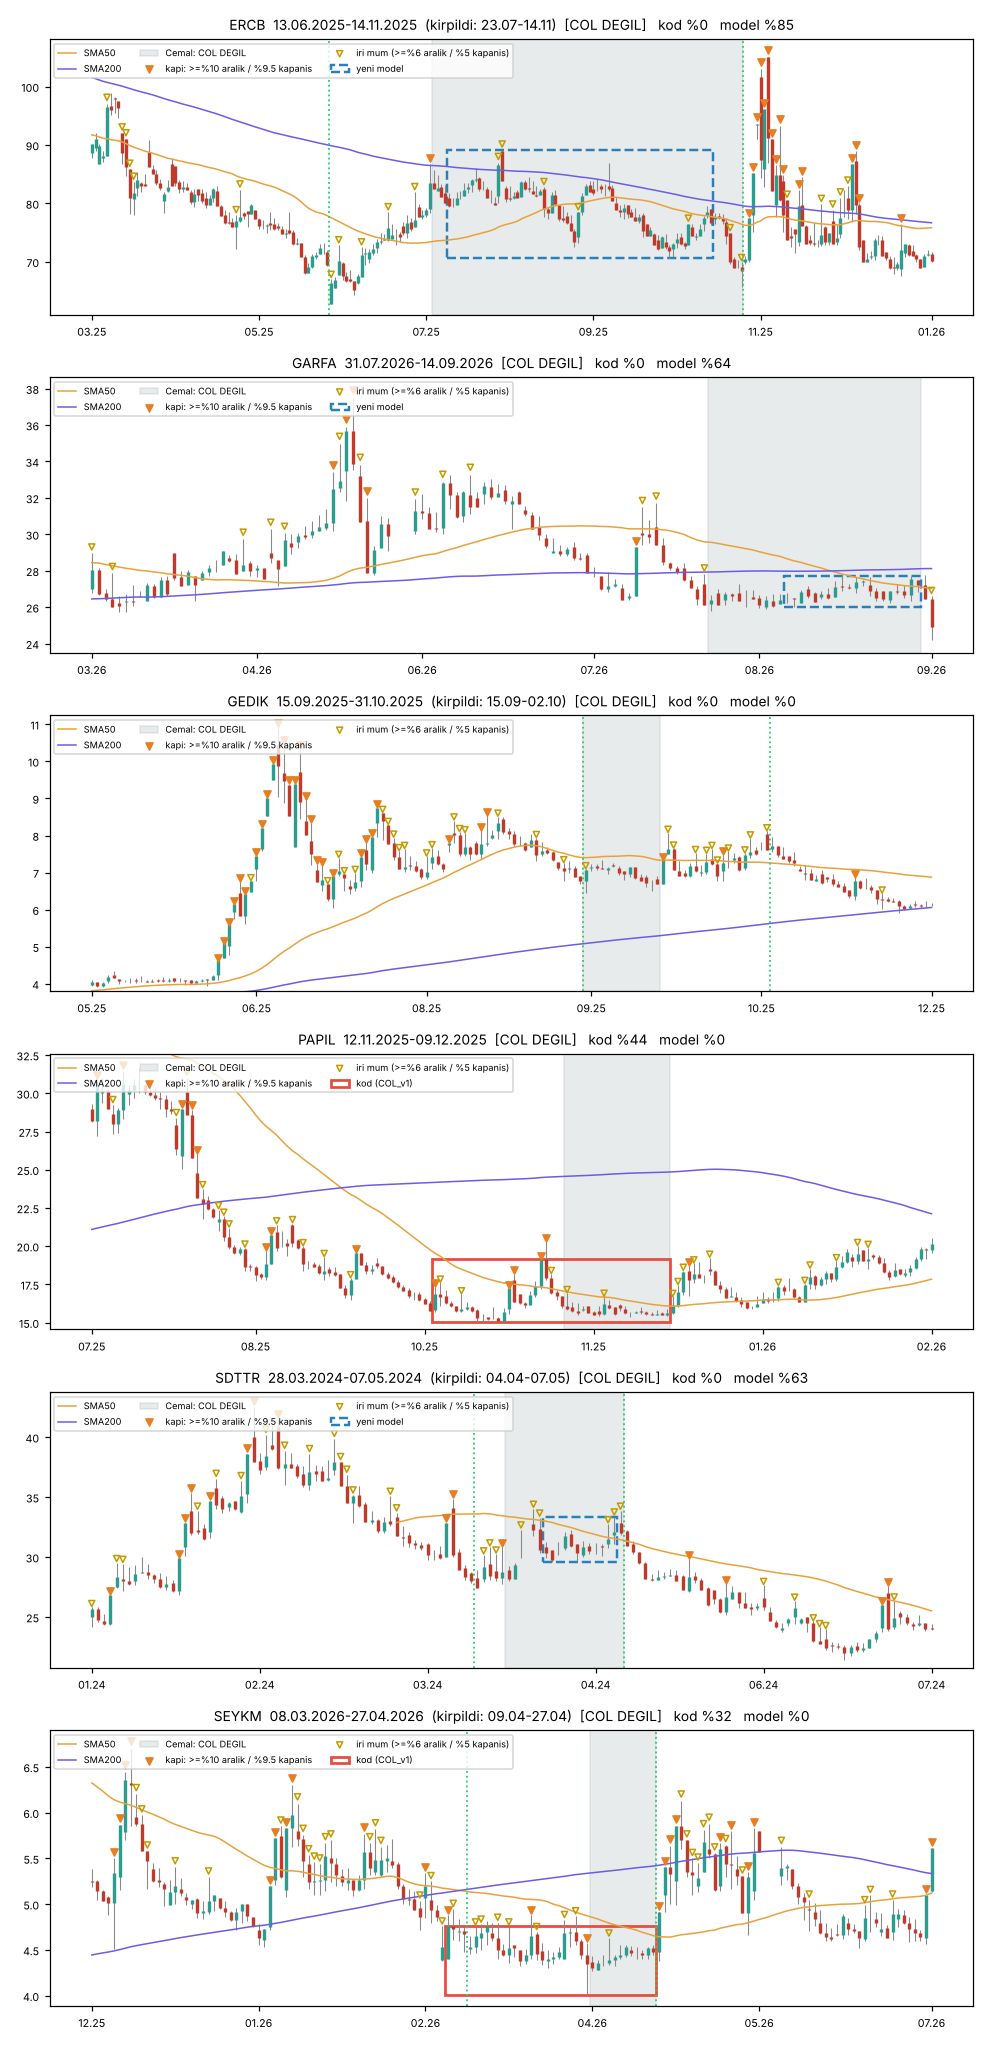 ERCB 13.06.2025-14.11.2025 (kirpildi: 23.07-14.11) [COL DEGIL] kod %0 model %85
SMA50 Cemal: COL DEGIL iri mum (>=%6 aralik / %5 kapanis)
SMA200 kapi: >=%10 aralik / %9.5 kapanis yeni model
100
90
80
70
03.25 05.25 07.25 09.25 11.25 01.26
GARFA 31.07.2026-14.09.2026 [COL DEGIL] kod %0 model %64
SMA50 Cemal: COL DEGIL iri mum (>=%6 aralik / %5 kapanis)
SMA200 kapi: >=%10 aralik / %9.5 kapanis yeni model
38
36
34
32
30
28
26
24
03.26 04.26 06.26 07.26 08.26 09.26
GEDIK 15.09.2025-31.10.2025 (kirpildi: 15.09-02.10) [COL DEGIL] kod %0 model %0
SMA50 Cemal: COL DEGIL iri mum (>=%6 aralik / %5 kapanis)
SMA200 kapi: >=%10 aralik / %9.5 kapanis
11
10
9
8
7
6
5
4
05.25 06.25 08.25 09.25 10.25 12.25
PAPIL 12.11.2025-09.12.2025 [COL DEGIL] kod %44 model %0
SMA50 Cemal: COL DEGIL iri mum (>=%6 aralik / %5 kapanis)
SMA200 kapi: >=%10 aralik / %9.5 kapanis kod (COL_v1)
32.5
30.0
27.5
25.0
22.5
20.0
17.5
15.0
07.25 08.25 10.25 11.25 01.26 02.26
SDTTR 28.03.2024-07.05.2024 (kirpildi: 04.04-07.05) [COL DEGIL] kod %0 model %63
SMA50 Cemal: COL DEGIL iri mum (>=%6 aralik / %5 kapanis)
SMA200 kapi: >=%10 aralik / %9.5 kapanis yeni model
40
35
30
25
01.24 02.24 03.24 04.24 06.24 07.24
SEYKM 08.03.2026-27.04.2026 (kirpildi: 09.04-27.04) [COL DEGIL] kod %32 model %0
SMA50 Cemal: COL DEGIL iri mum (>=%6 aralik / %5 kapanis)
SMA200 kapi: >=%10 aralik / %9.5 kapanis kod (COL_v1)
6.5
6.0
5.5
5.0
4.5
4.0
12.25 01.26 02.26 04.26 05.26 07.26